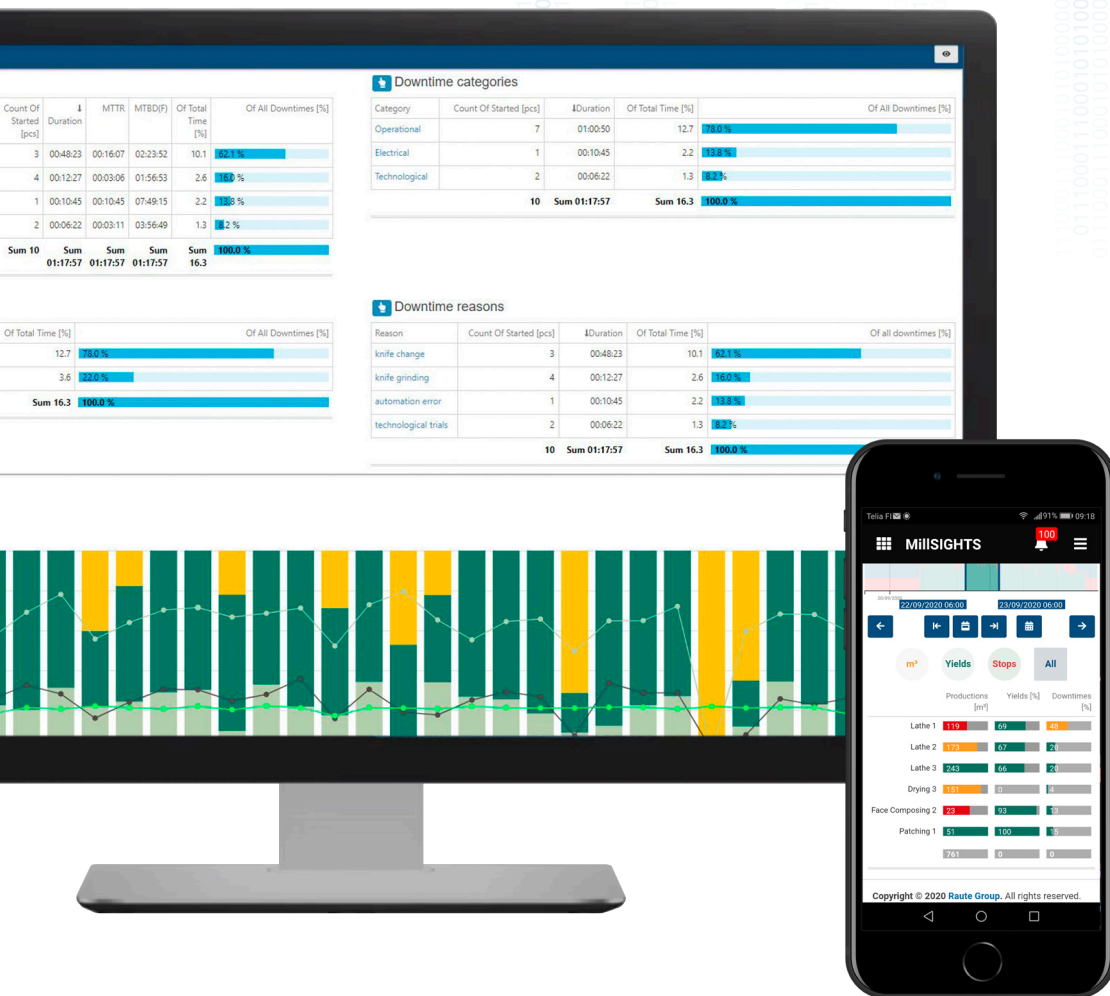 Downtime categories
Count Of Started [pcs] Duration MTTR MTBD(F) Of Total Time [%] Of All Downtimes [%]
3 00:48:23 00:16:07 02:23:52 10.1 62.1 %
4 00:12:27 00:03:06 01:56:53 2.6 16.0 %
1 00:10:45 00:10:45 07:49:15 2.2 13.8 %
2 00:06:22 00:03:11 03:56:49 1.3 8.2 %
Sum 10 Sum 01:17:57 Sum 01:17:57 Sum 01:17:57 Sum 16.3 100.0 %
Category Count Of Started [pcs] Duration Of Total Time [%] Of All Downtimes [%]
Operational 7 01:00:50 12.7 78.0 %
Electrical 1 00:10:45 2.2 13.8 %
Technological 2 00:06:22 1.3 8.2 %
10 Sum 01:17:57 Sum 16.3 100.0 %
Of Total Time [%] Of All Downtimes [%]
12.7 78.0 %
3.6 22.0 %
Sum 16.3 100.0 %
Downtime reasons
Reason Count Of Started [pcs] Duration Of Total Time [%] Of all downtimes [%]
knife change 3 00:48:23 10.1 62.1 %
knife grinding 4 00:12:27 2.6 16.0 %
automation error 1 00:10:45 2.2 13.8 %
technological trials 2 00:06:22 1.3 8.2 %
10 Sum 01:17:57 Sum 16.3 100.0 %
Telia FI 91% 09:18
MillSIGHTS 100
22/09/2020 06:00 23/09/2020 06:00
m³ Yields Stops All
Productions [m³] Yields [%] Downtimes [%]
Lathe 1 119 69 48
Lathe 2 173 67 26
Lathe 3 243 66 20
Drying 3 151 0 4
Face Composing 2 23 93 13
Patching 1 51 100 15
761 0 0
Copyright © 2020 Raute Group. All rights reserved.